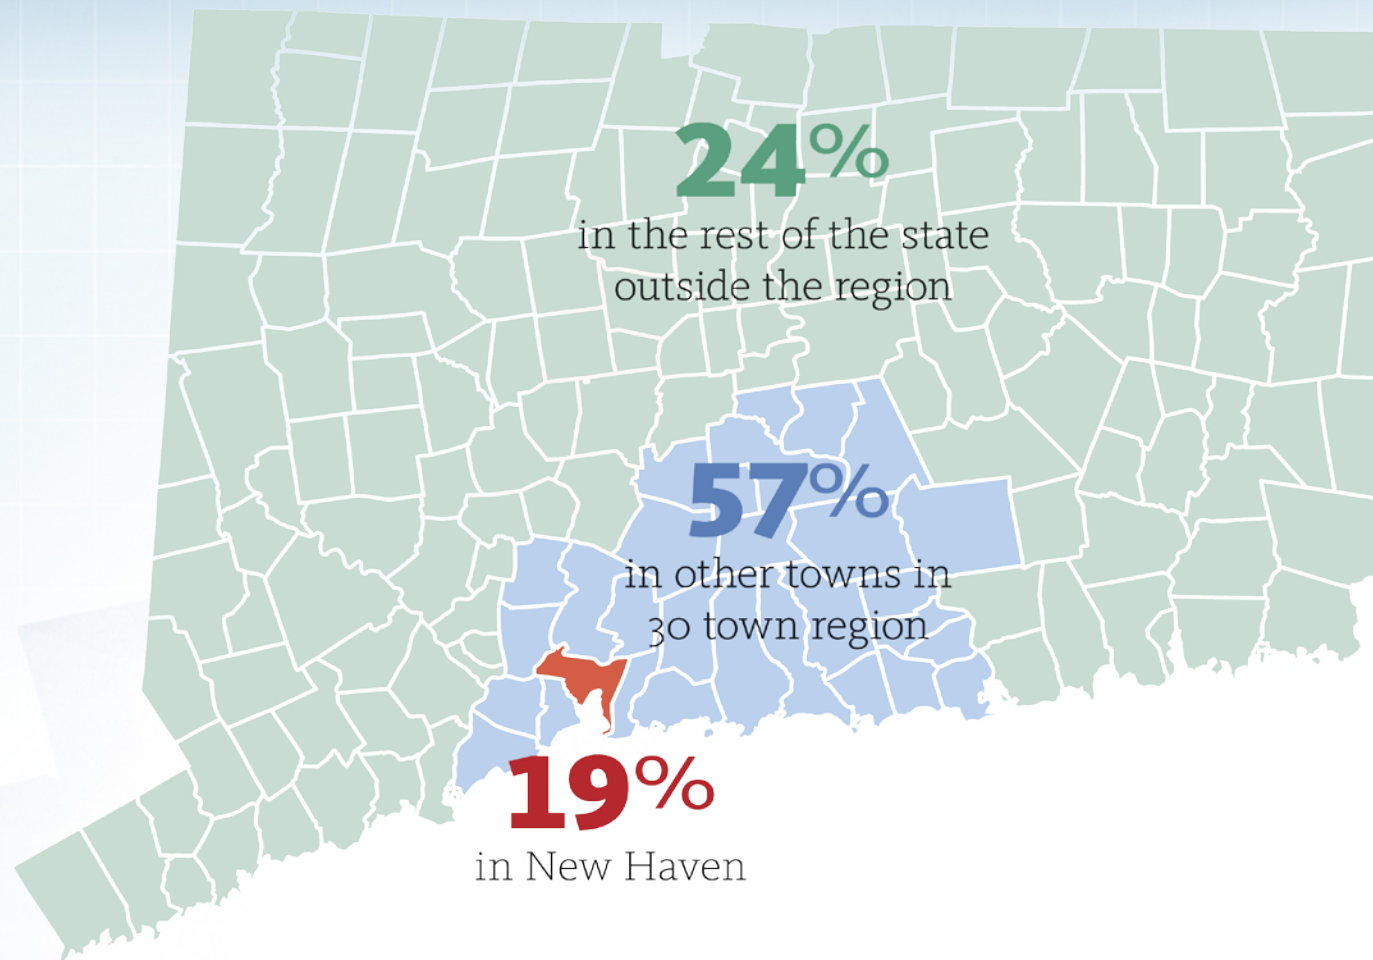 24%
in the rest of the state
outside the region
57%
in other towns in
30 town region
19%
in New Haven